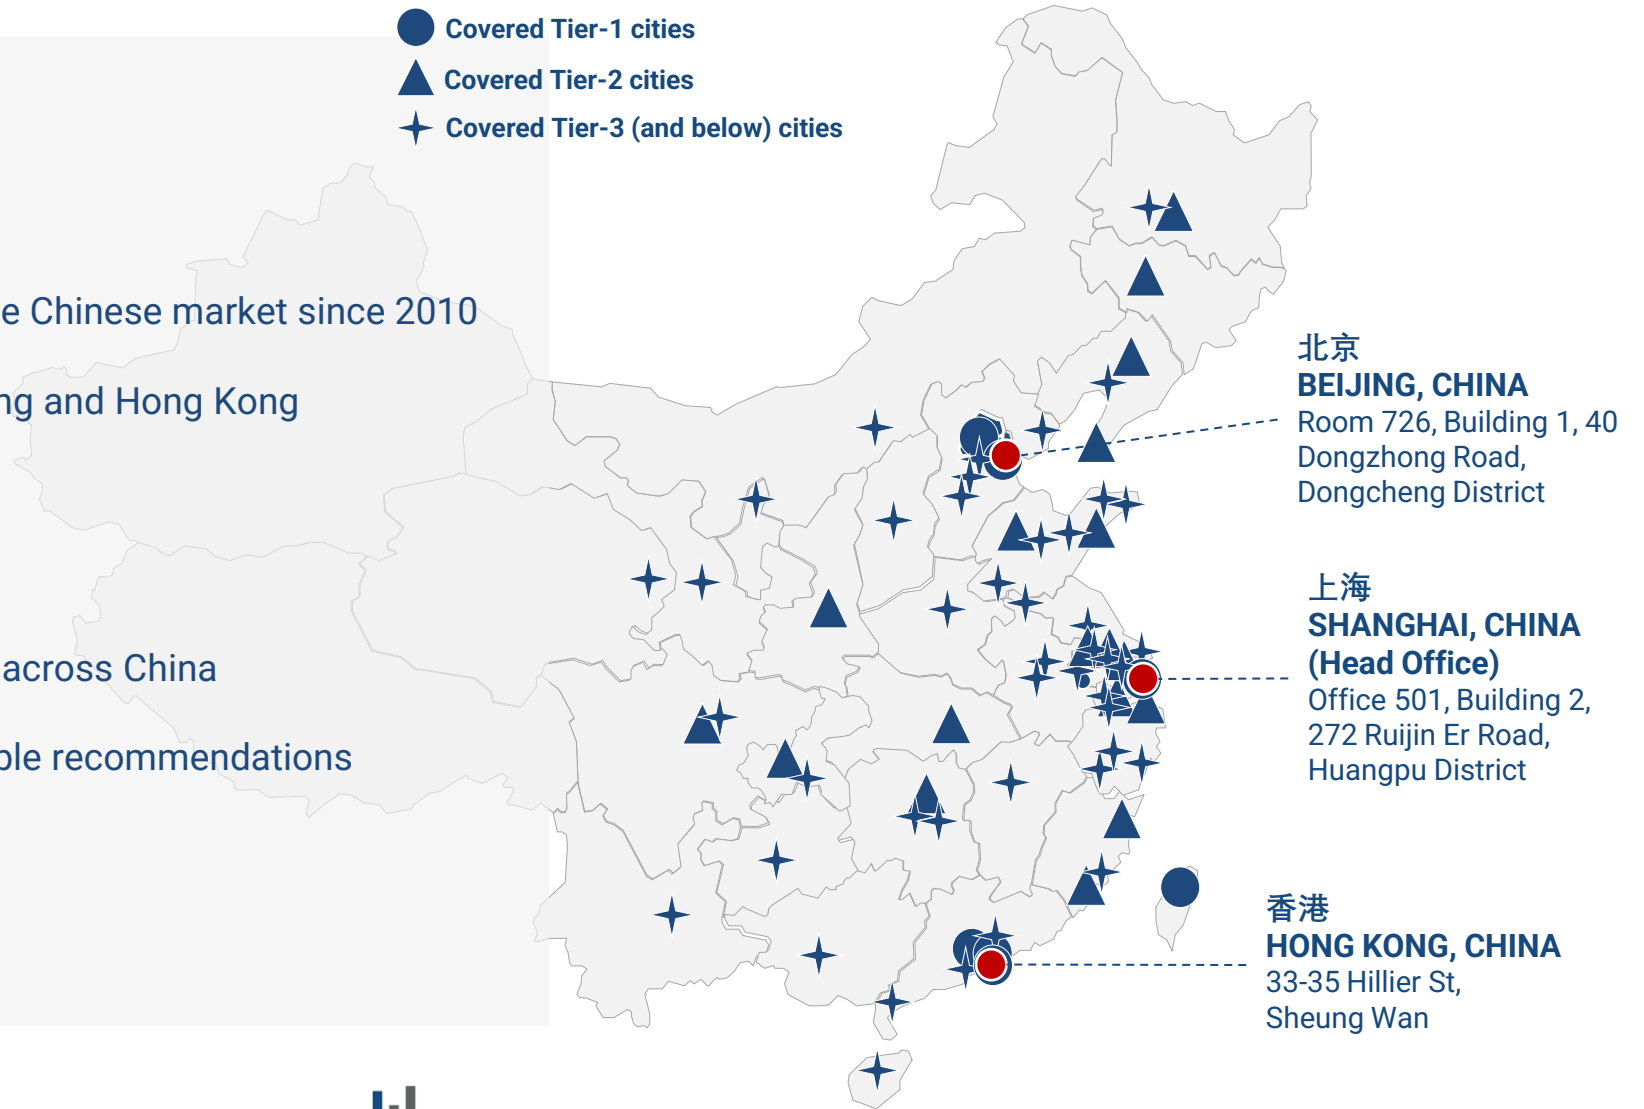 Covered Tier-1 cities
Covered Tier-2 cities
Covered Tier-3 (and below) cities
e Chinese market since 2010
ng and Hong Kong
across China
ble recommendations
北京
BEIJING, CHINA
Room 726, Building 1, 40
Dongzhong Road,
Dongcheng District
上海
SHANGHAI, CHINA
(Head Office)
Office 501, Building 2,
272 Ruijin Er Road,
Huangpu District
香港
HONG KONG, CHINA
33-35 Hillier St,
Sheung Wan